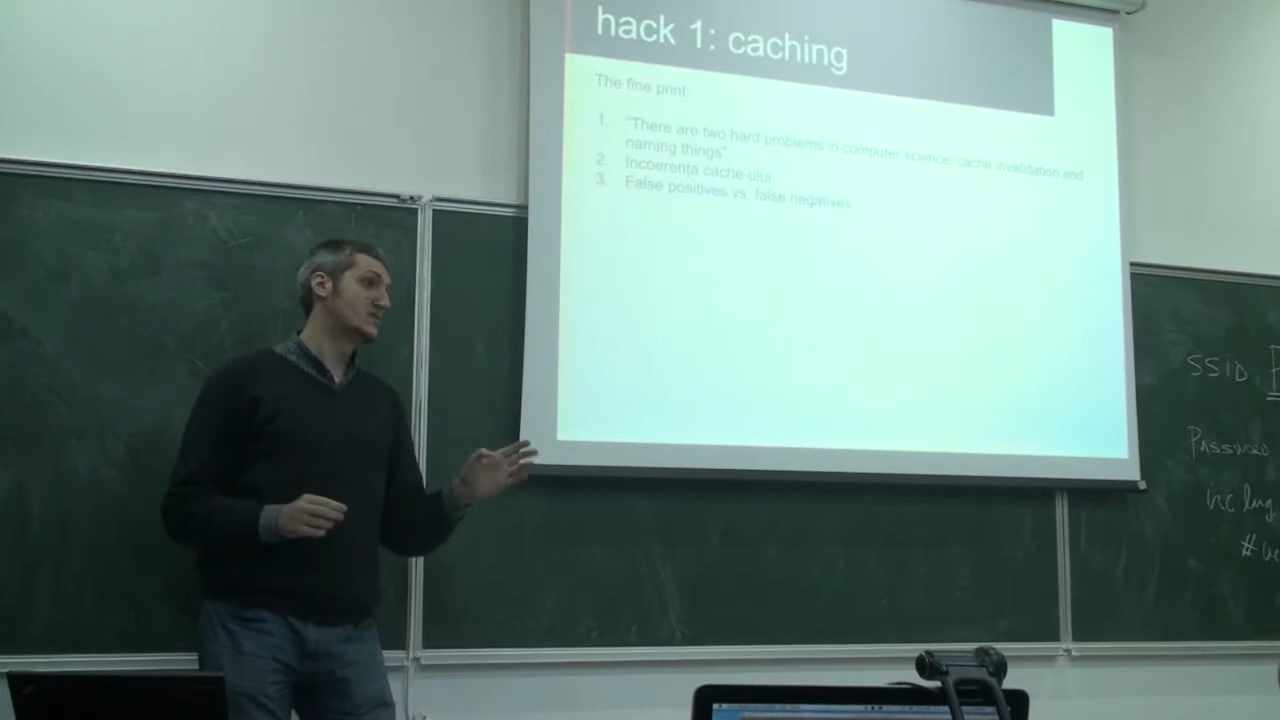 hack 1: caching
The fine print:
1. "There are two hard problems in computer science: cache invalidation and
naming things".
2. Incoerența cache-ului
3. False positives vs. false negatives
SSID
Password
irc